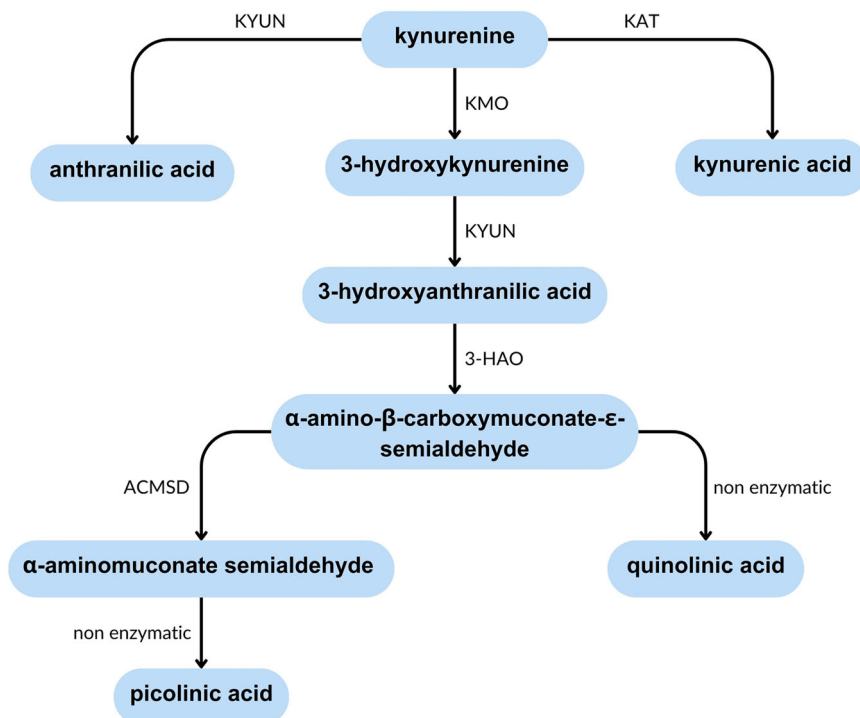 KYUN
kynurenine
KAT
KMO
anthranilic acid
3-hydroxykynurenine
kynurenic acid
KYUN
3-hydroxyanthranilic acid
3-HAO
α-amino-β-carboxymuconate-ε-
semialdehyde
ACMSD
non enzymatic
α-aminomuconate semialdehyde
quinolinic acid
non enzymatic
picolinic acid